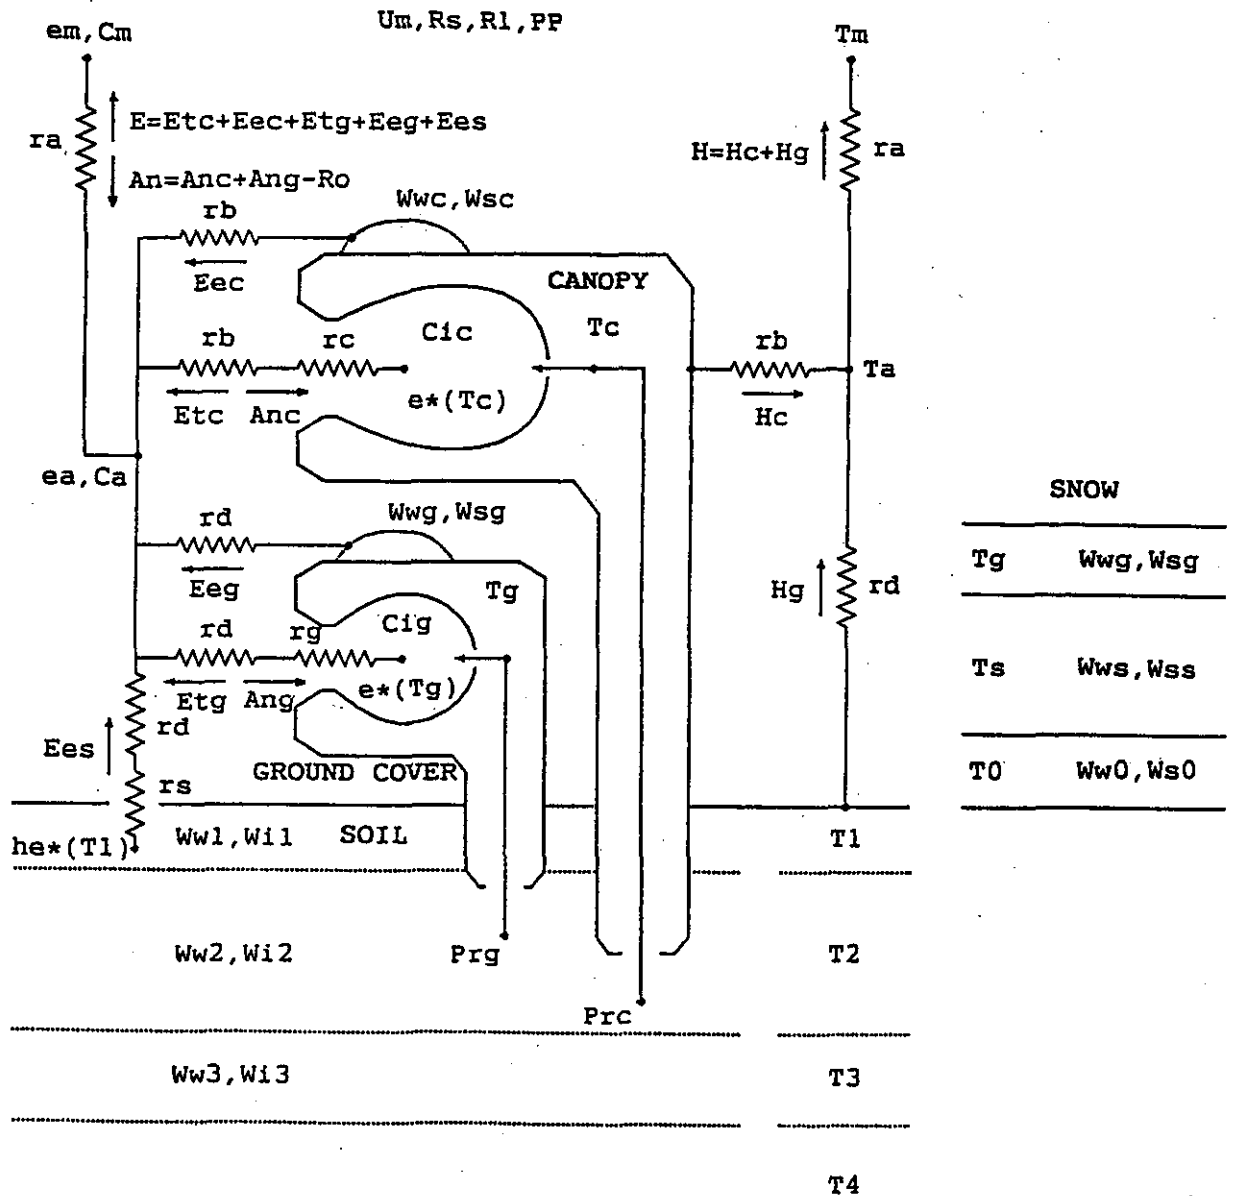 Um,Rs,Rl,PP
em,Cm
Tm
ra
E=Etc+Eec+Etg+Eeg+Ees
An=Anc+Ang-Ro
H=Hc+Hg
ra
rb
Wwc,Wsc
Eec
CANOPY
Tc
rb
rc
Cic
rb
Ta
Etc
Anc
e*(Tc)
Hc
ea,Ca
SNOW
rd
Wwg,Wsg
Eeg
Tg
Hg
rd
Tg
Wwg,Wsg
rd
rg
Cig
Ts
Wws,Wss
Etg
Ang
e*(Tg)
rd
Ees
GROUND COVER
T0
Ww0,Ws0
rs
he*(T1)
Ww1,Wi1
SOIL
T1
Ww2,Wi2
Prg
T2
Prc
Ww3,Wi3
T3
T4